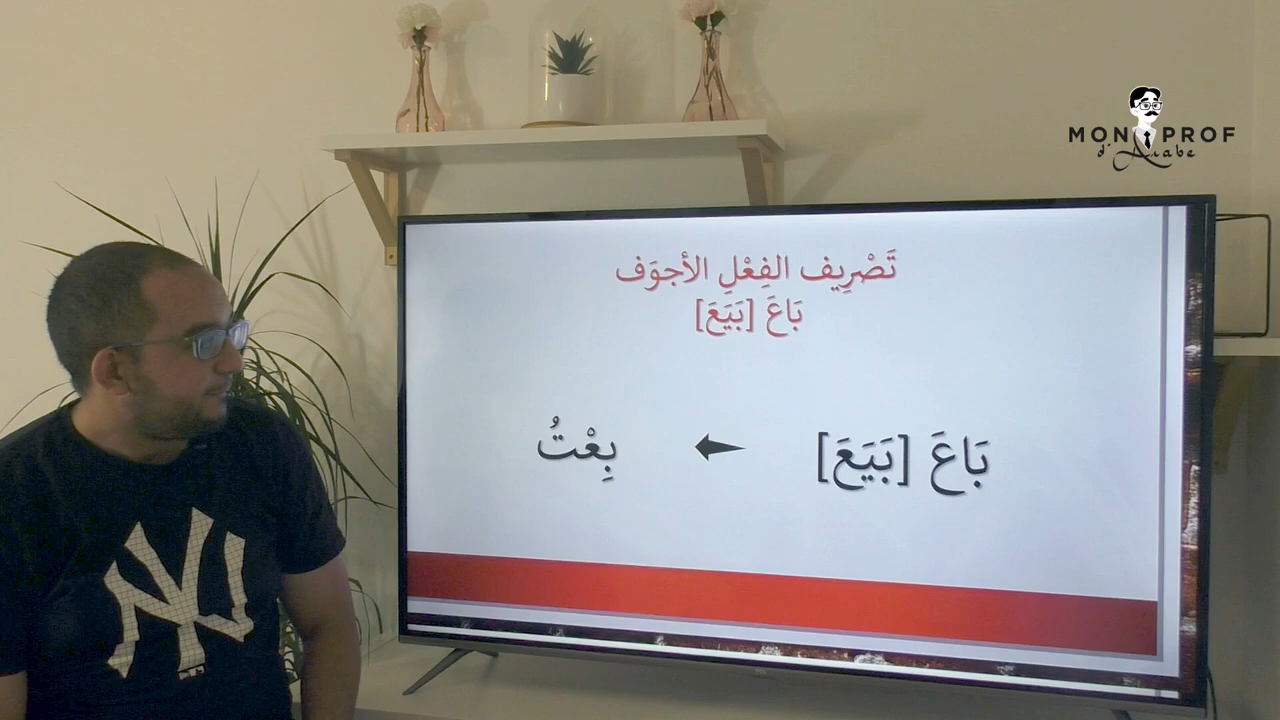 MON PROF
d'Arabe
تَصْرِيف الفِعْلِ الأجوَف
بَاعَ [بَيَعَ]
بَاعَ [بَيَعَ] ← بِعْتُ
NY